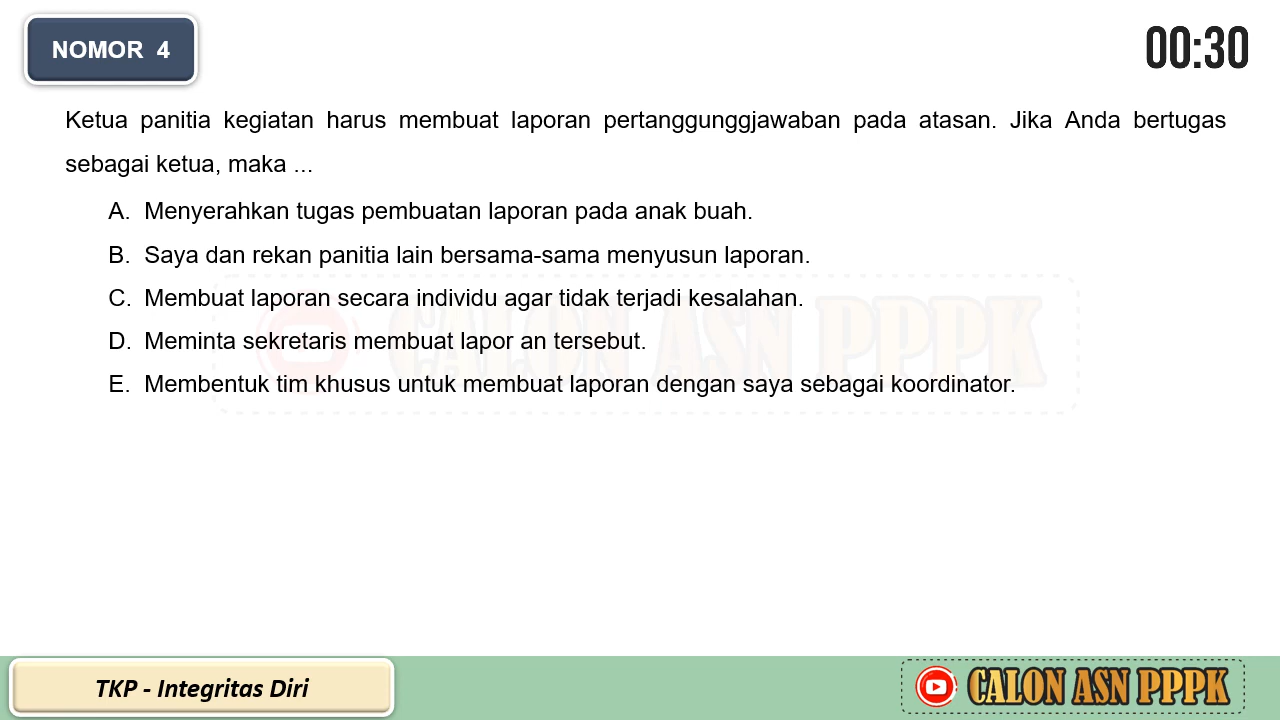 NOMOR 4
00:30
Ketua panitia kegiatan harus membuat laporan pertanggunggjawaban pada atasan. Jika Anda bertugas
sebagai ketua, maka ...
A. Menyerahkan tugas pembuatan laporan pada anak buah.
B. Saya dan rekan panitia lain bersama-sama menyusun laporan.
C. Membuat laporan secara individu agar tidak terjadi kesalahan.
D. Meminta sekretaris membuat lapor an tersebut.
E. Membentuk tim khusus untuk membuat laporan dengan saya sebagai koordinator.
CALON ASN PPPK
TKP - Integritas Diri
CALON ASN PPPK